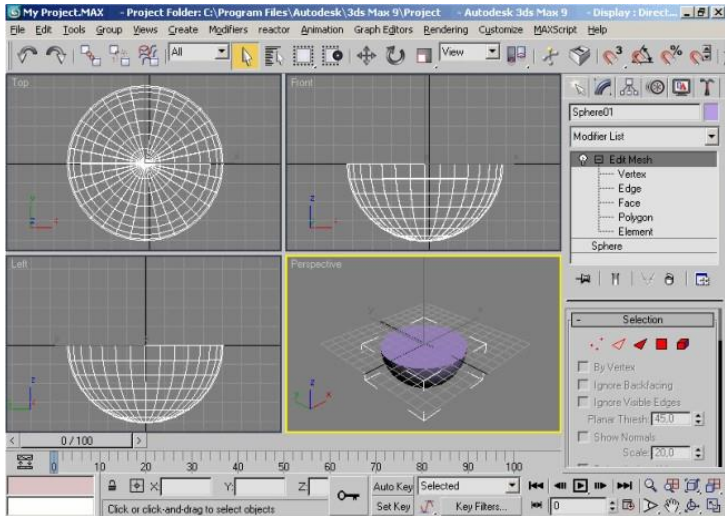 My Project.MAX - Project Folder: C:\Program Files\Autodesk\3ds Max 9\Project - Autodesk 3ds Max 9 - Display : Direct...
File Edit Tools Group Views Create Modifiers reactor Animation Graph Editors Rendering Customize MAXScript Help
All View 3 %
Top
Front
Left
Perspective
Sphere01
Modifier List
Edit Mesh
Vertex
Edge
Face
Polygon
Element
Sphere
- Selection
By Vertex
Ignore Backfacing
Ignore Visible Edges
Planar Thresh: 45,0
Show Normals
Scale: 20,0
< 0 / 100 >
0 10 20 30 40 50 60 70 80 90 100
X: Y: Z: Auto Key Selected
Click or click-and-drag to select objects Set Key Key Filters... 0